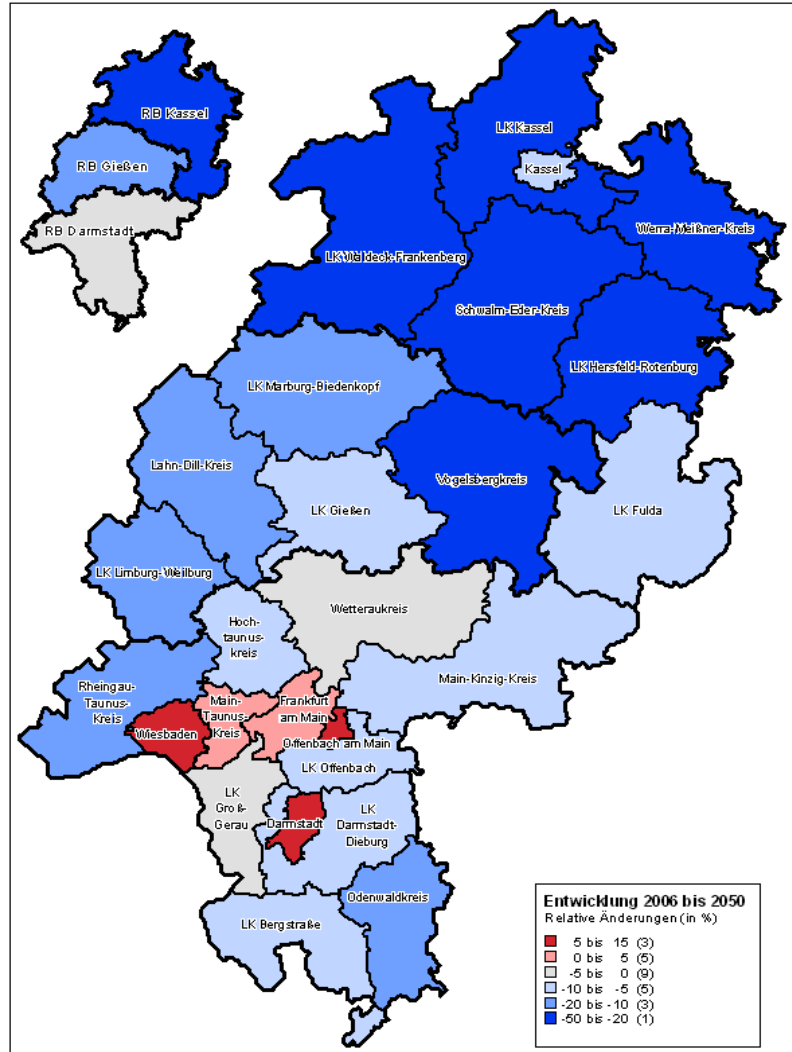 RB Kassel
RB Gießen
RB Darmstadt
LK Kassel
Kassel
Werra-Meißner-Kreis
LK Waldeck-Frankenberg
Schwalm-Eder-Kreis
LK Hersfeld-Rotenburg
LK Marburg-Biedenkopf
Lahn-Dill-Kreis
Vogelsbergkreis
LK Gießen
LK Fulda
LK Limburg-Weilburg
Wetteraukreis
Hoch-
taunus-
kreis
Main-Kinzig-Kreis
Rheingau-
Taunus-
Kreis
Main-
Taunus-
Kreis
Frankfurt
am Main
Wiesbaden
Offenbach am Main
LK Offenbach
LK
Groß-
Gerau
Darmstadt
LK
Darmstadt-
Dieburg
Odenwaldkreis
LK Bergstraße
Entwicklung 2006 bis 2050
Relative Änderungen (in %)
5 bis 15 (3)
0 bis 5 (5)
-5 bis 0 (9)
-10 bis -5 (5)
-20 bis -10 (3)
-50 bis -20 (1)